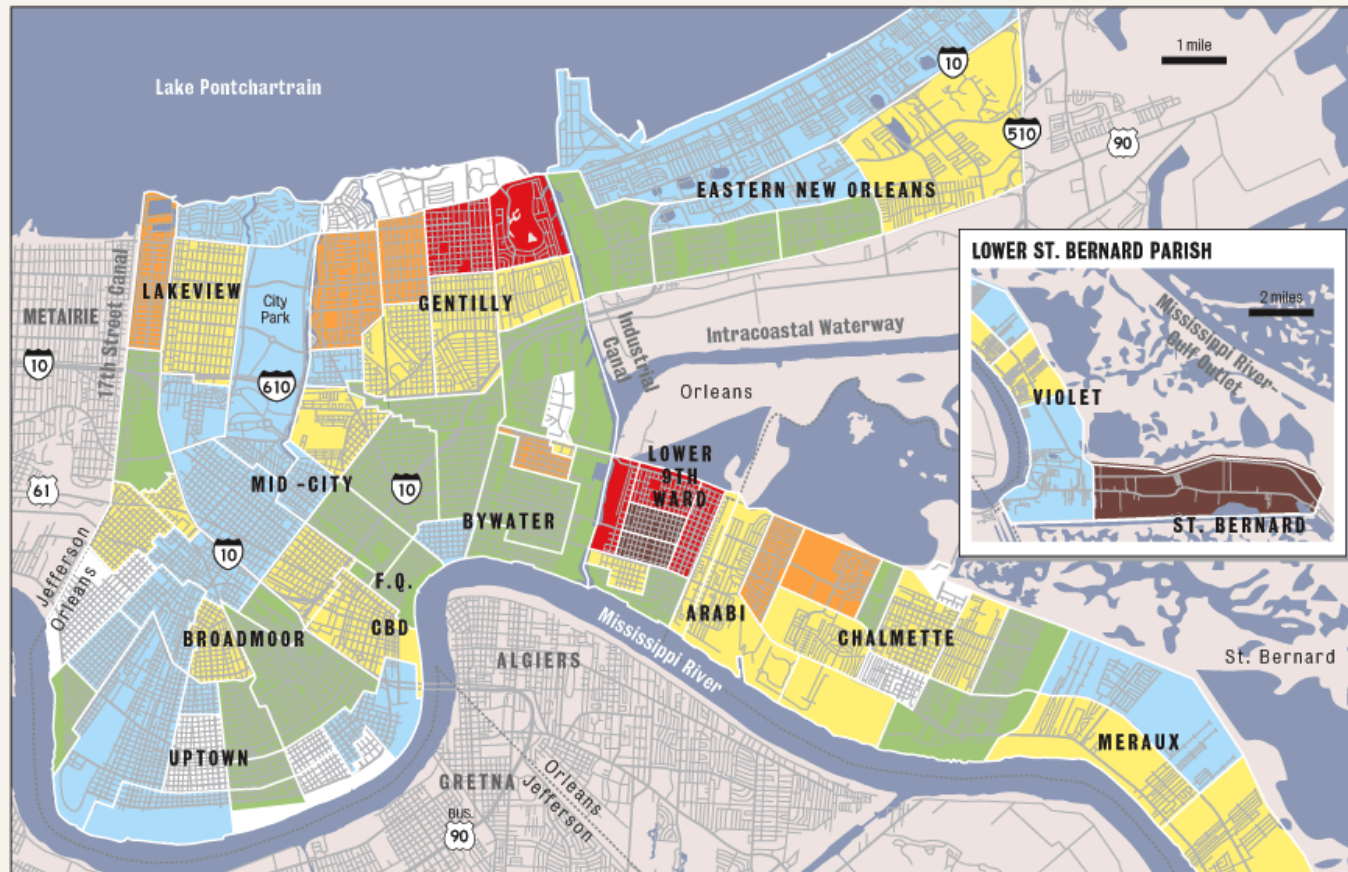 Lake Pontchartrain
10
1 mile
510
90
EASTERN NEW ORLEANS
LOWER ST. BERNARD PARISH
2 miles
Mississippi River-
Gulf Outlet
VIOLET
ST. BERNARD
17th Street Canal
LAKEVIEW
City
Park
GENTILLY
METAIRIE
10
610
Industrial
Canal
Intracoastal Waterway
Orleans
LOWER
9TH
WARD
61
MID-CITY
10
BYWATER
Jefferson
Orleans
10
F.Q.
CBD
BROADMOOR
ARABI
CHALMETTE
Mississippi River
ALGIERS
St. Bernard
UPTOWN
MERAUX
GRETNA
Orleans
Jefferson
BUS.
90